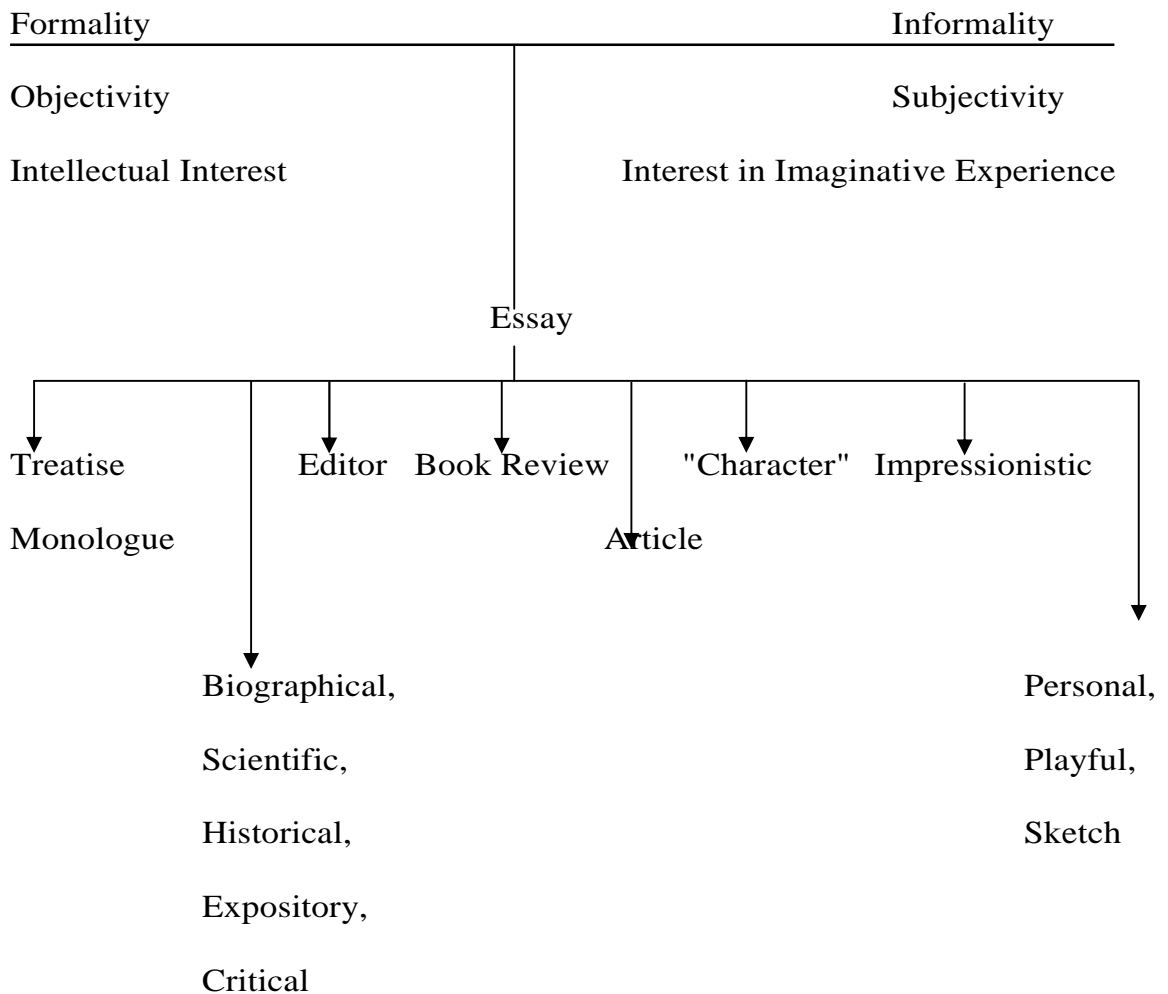 Formality Informality
Objectivity Subjectivity
Intellectual Interest Interest in Imaginative Experience
Essay
Treatise Editor Book Review "Character" Impressionistic
Monologue Article
Biographical, Personal,
Scientific, Playful,
Historical, Sketch
Expository,
Critical